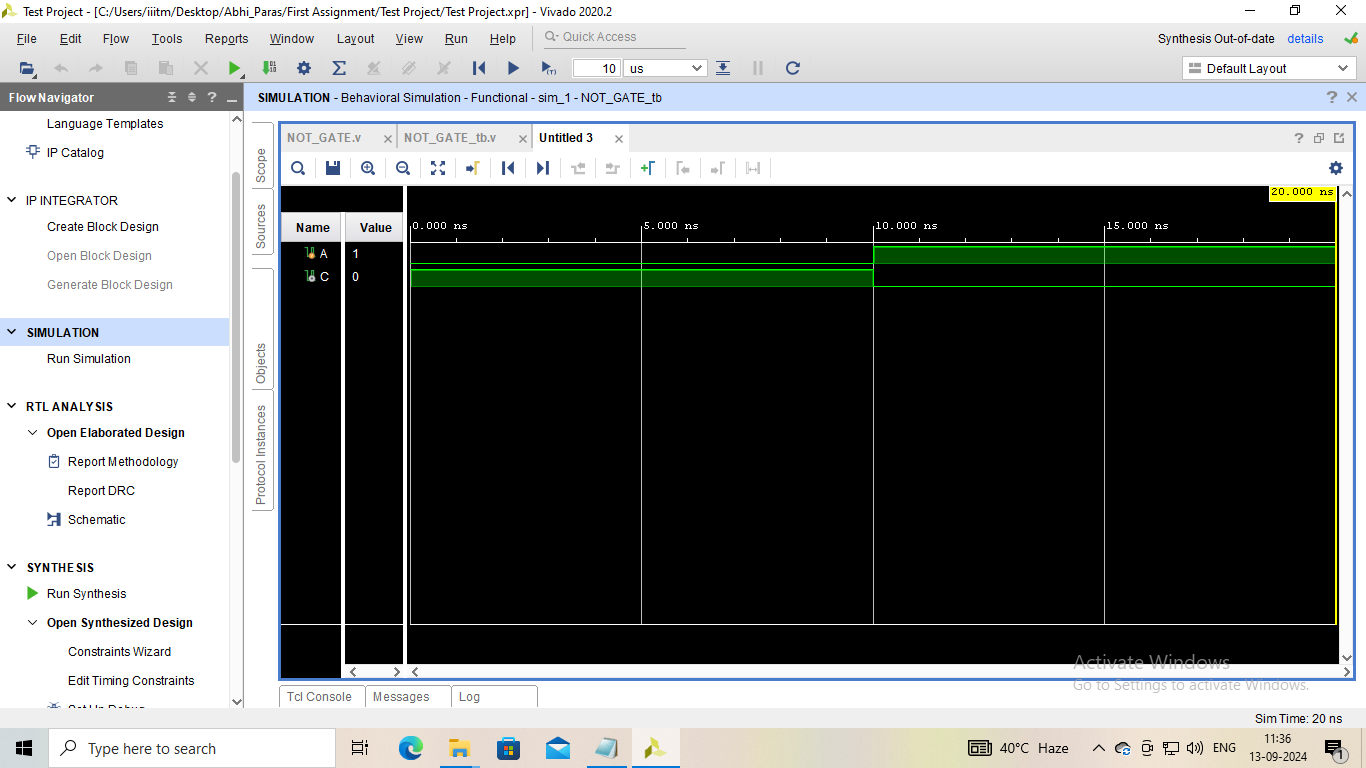 Test Project - [C:/Users/iiitm/Desktop/Abhi_Paras/First Assignment/Test Project/Test Project.xpr] - Vivado 2020.2
File Edit Flow Tools Reports Window Layout View Run Help Quick Access
Synthesis Out-of-date details
10 us
Default Layout
Flow Navigator
SIMULATION - Behavioral Simulation - Functional - sim_1 - NOT_GATE_tb
Language Templates
IP Catalog
IP INTEGRATOR
Create Block Design
Open Block Design
Generate Block Design
SIMULATION
Run Simulation
RTL ANALYSIS
Open Elaborated Design
Report Methodology
Report DRC
Schematic
SYNTHESIS
Run Synthesis
Open Synthesized Design
Constraints Wizard
Edit Timing Constraints
Set Up Debug
Scope
Sources
Objects
Protocol Instances
NOT_GATE.v NOT_GATE_tb.v Untitled 3
20.000 ns
Name Value
0.000 ns 5.000 ns 10.000 ns 15.000 ns
A 1
C 0
Activate Windows
Go to Settings to activate Windows.
Tcl Console Messages Log
Sim Time: 20 ns
Type here to search
40°C Haze
ENG
11:36
13-09-2024
1